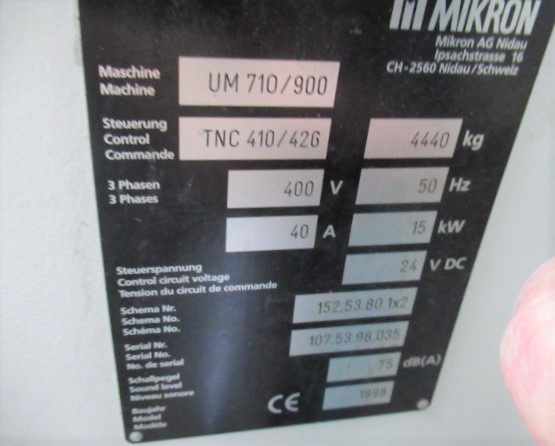 MIKRON
Mikron AG Nidau
Ipsachstrasse 16
CH-2560 Nidau/Schweiz
Maschine
Machine
UM 710/900
Steuerung
Control
Commande
TNC 410/426
4440 kg
3 Phasen
3 Phases
400 V
50 Hz
40 A
15 kW
Steuerspannung
Control circuit voltage
Tension du circuit de commande
24 V DC
Schema Nr.
Schema No.
Schéma No.
152.53.80.1x2
Serial Nr.
Serial No.
No. de serial
107.53.98.035
Schallpegel
Sound level
Niveau sonore
75 dB(A)
Baujahr
Model
Modèle
CE
1998